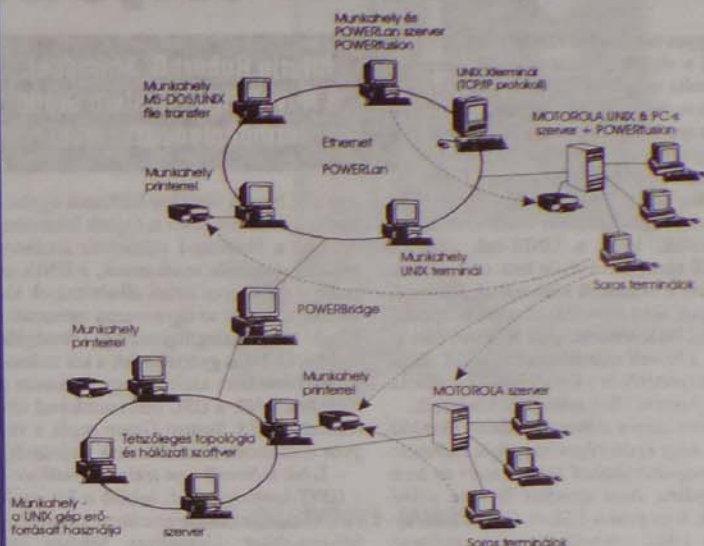 Munkahely és
POWERLan szerver
POWERfusion
Munkahely
MS-DOS/UNIX
file transfer
UNIX Xterminál
(TCP/IP protokoll)
MOTOROLA UNIX & PC-s
szerver + POWERfusion
Ethernet
POWERLan
Munkahely
printerrel
Munkahely
UNIX terminál
Soros terminálok
POWERBridge
Munkahely
printerrel
Munkahely
printerrel
MOTOROLA szerver
Tetszőleges topológia
és hálózati szoftver
Munkahely -
a UNIX gép erő-
forrásait használja
szerver
Soros terminálok